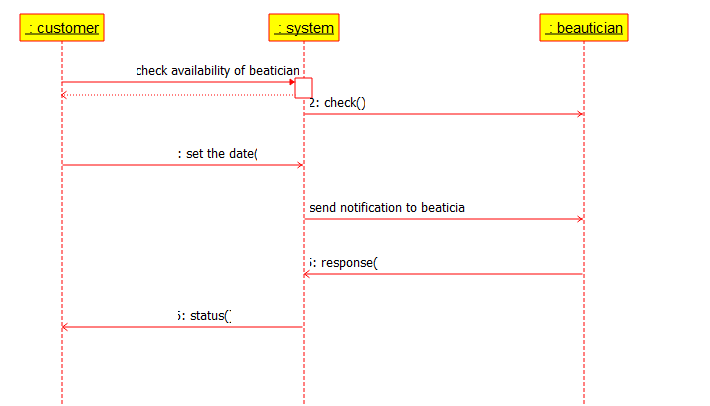 : customer
: system
: beautician
check availability of beatician
2: check()
: set the date(
send notification to beaticia
: response(
: status()